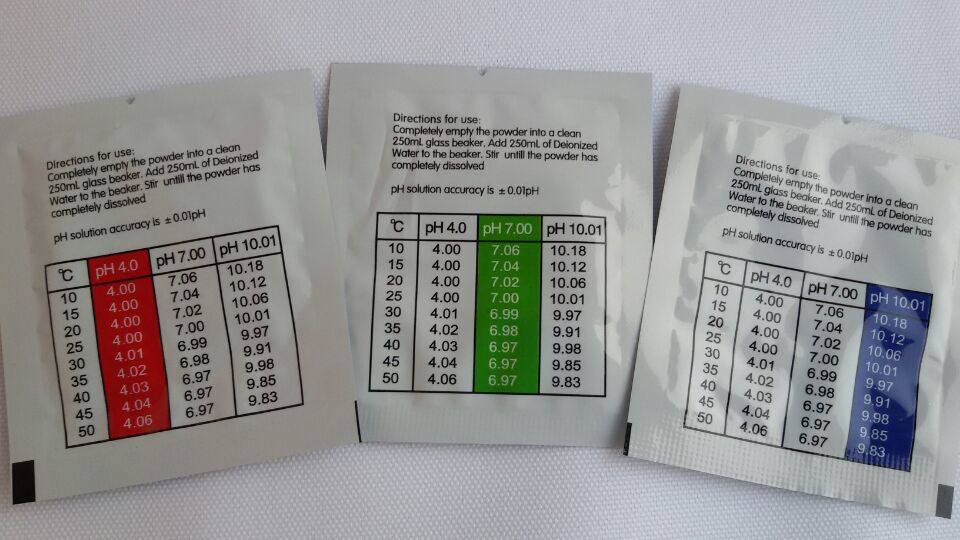 Directions for use:
Completely empty the powder into a clean
250mL glass beaker. Add 250mL of Deionized
Water to the beaker. Stir untill the powder has
completely dissolved
pH solution accuracy is ± 0.01pH
°C pH 4.0 pH 7.00 pH 10.01
10 4.00 7.06 10.18
15 4.00 7.04 10.12
20 4.00 7.02 10.06
25 4.00 7.00 10.01
30 4.01 6.99 9.97
35 4.02 6.98 9.91
40 4.03 6.97 9.98
45 4.04 6.97 9.85
50 4.06 6.97 9.83
Directions for use:
Completely empty the powder into a clean
250mL glass beaker. Add 250mL of Deionized
Water to the beaker. Stir untill the powder has
completely dissolved
pH solution accuracy is ± 0.01pH
°C pH 4.0 pH 7.00 pH 10.01
10 4.00 7.06 10.18
15 4.00 7.04 10.12
20 4.00 7.02 10.06
25 4.00 7.00 10.01
30 4.01 6.99 9.97
35 4.02 6.98 9.91
40 4.03 6.97 9.98
45 4.04 6.97 9.85
50 4.06 6.97 9.83
Directions for use:
Completely empty the powder into a clean
250mL glass beaker. Add 250mL of Deionized
Water to the beaker. Stir untill the powder has
completely dissolved
pH solution accuracy is ± 0.01pH
°C pH 4.0 pH 7.00 pH 10.01
10 4.00 7.06 10.18
15 4.00 7.04 10.12
20 4.00 7.02 10.06
25 4.00 7.00 10.01
30 4.01 6.99 9.97
35 4.02 6.98 9.91
40 4.03 6.97 9.98
45 4.04 6.97 9.85
50 4.06 6.97 9.83